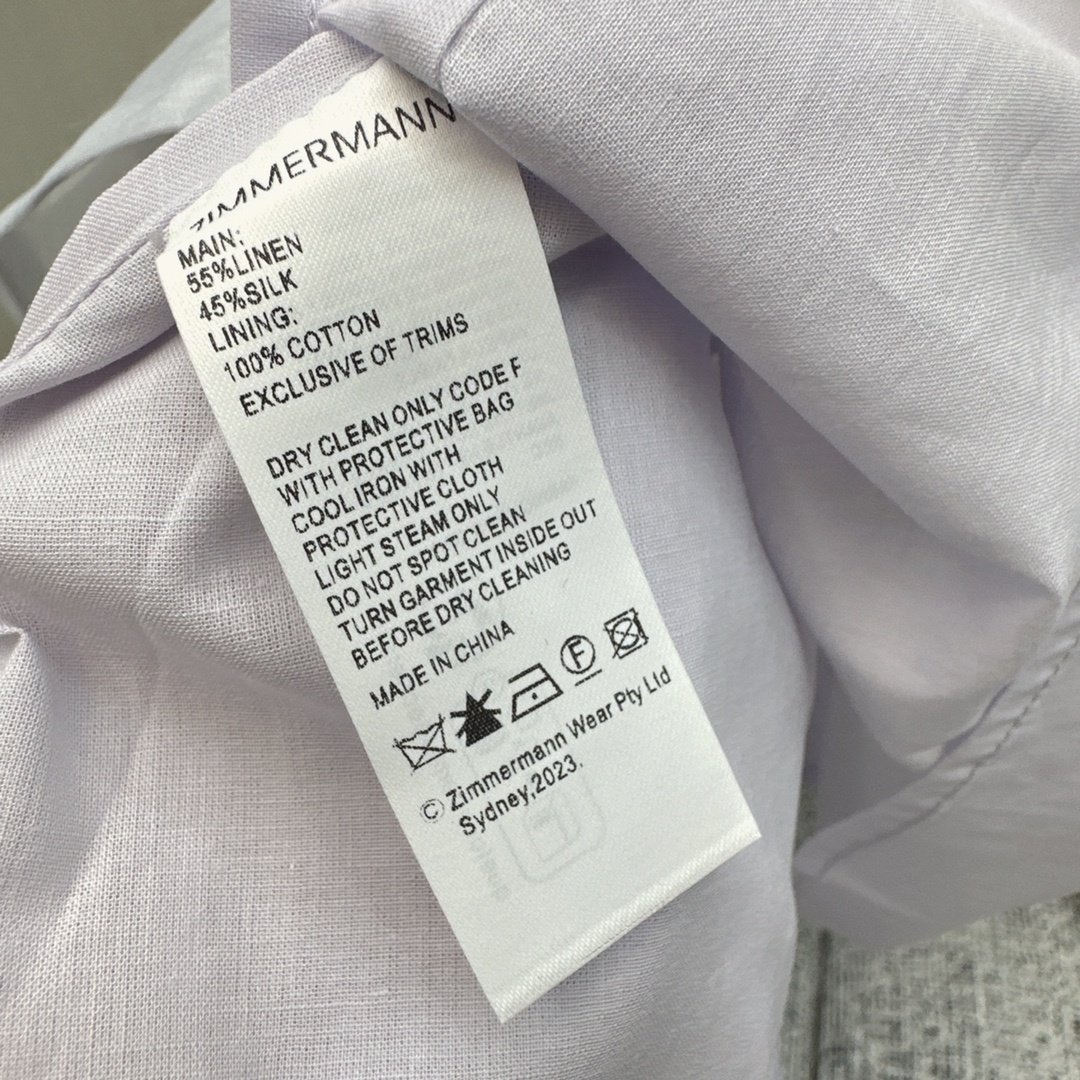 ZIMMERMANN
MAIN:
55%LINEN
45%SILK
LINING:
100% COTTON
EXCLUSIVE OF TRIMS
DRY CLEAN ONLY CODE F
WITH PROTECTIVE BAG
COOL IRON WITH
PROTECTIVE CLOTH
LIGHT STEAM ONLY
DO NOT SPOT CLEAN
TURN GARMENT INSIDE OUT
BEFORE DRY CLEANING
MADE IN CHINA
F
© Zimmermann Wear Pty Ltd
Sydney,2023.